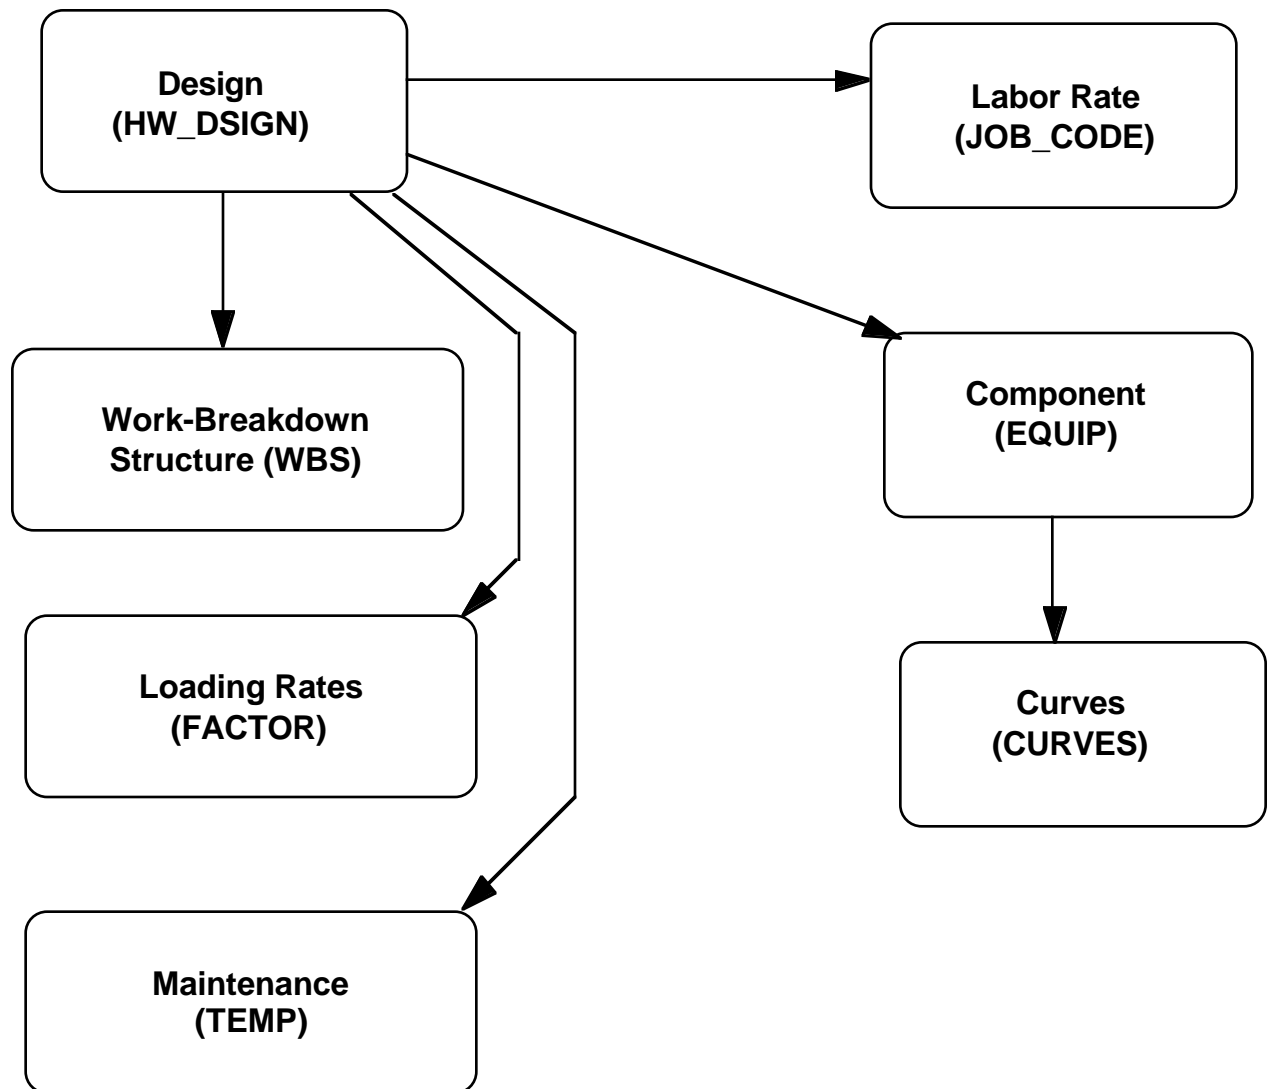 Design
(HW_DSIGN)
Labor Rate
(JOB_CODE)
Work-Breakdown
Structure (WBS)
Component
(EQUIP)
Loading Rates
(FACTOR)
Curves
(CURVES)
Maintenance
(TEMP)